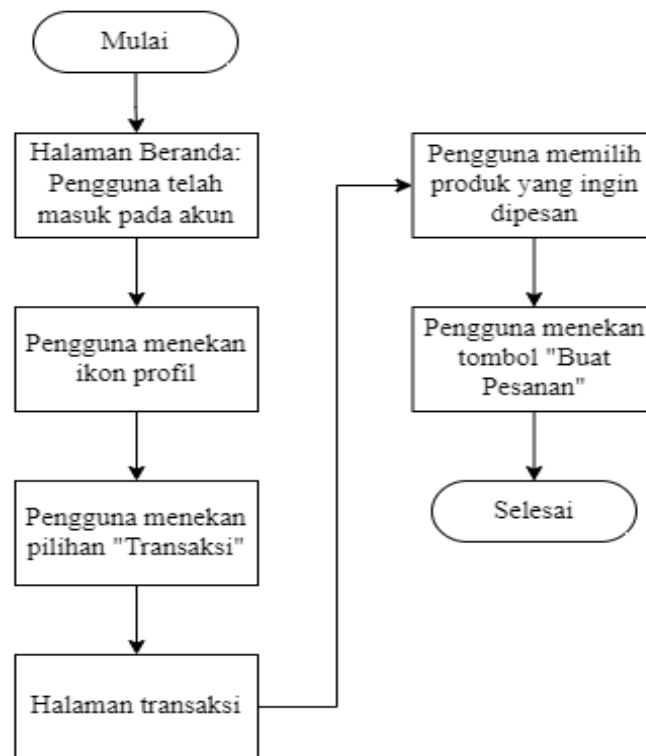 Mulai
Halaman Beranda:
Pengguna telah
masuk pada akun
Pengguna menekan
ikon profil
Pengguna menekan
pilihan "Transaksi"
Halaman transaksi
Pengguna memilih
produk yang ingin
dipesan
Pengguna menekan
tombol "Buat
Pesanan"
Selesai